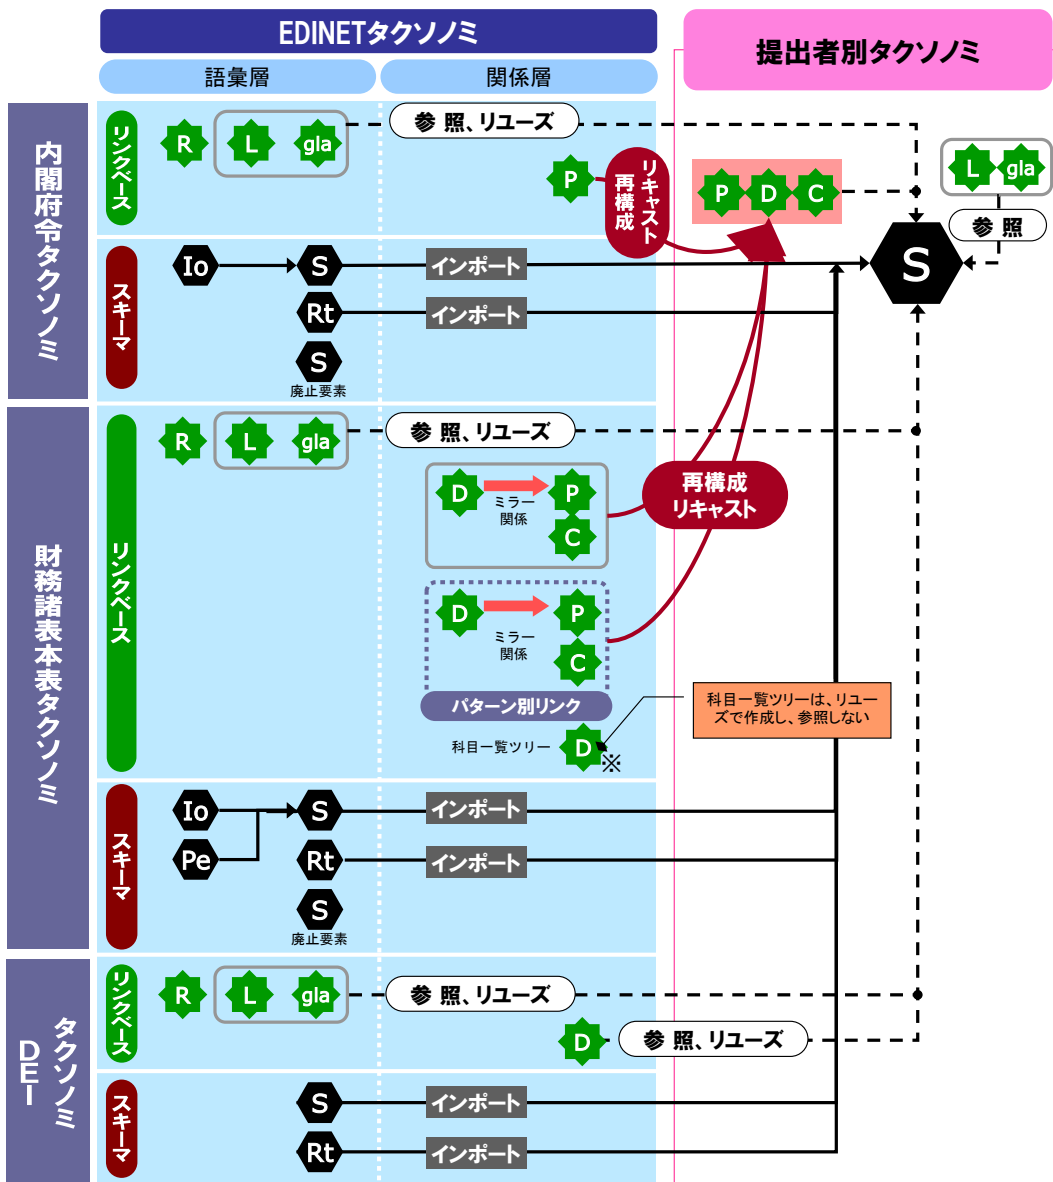 EDINETタクソノミ
提出者別タクソノミ
語彙層
関係層
内閣府令タクソノミ
リンクベース
R
L
gla
参 照、リユーズ
P
リキャスト
再構成
P
D
C
L
gla
参 照
S
スキーマ
Io
S
インポート
Rt
インポート
S
廃止要素
財務諸表本表タクソノミ
リンクベース
R
L
gla
参 照、リユーズ
D
ミラー
関係
P
C
再構成
リキャスト
D
ミラー
関係
P
C
パターン別リンク
科目一覧ツリー
D
※
科目一覧ツリーは、リユー
ズで作成し、参照しない
スキーマ
Io
Pe
S
インポート
Rt
インポート
S
廃止要素
タクソノミ
DEI
リンクベース
R
L
gla
参 照、リユーズ
D
参 照、リユーズ
スキーマ
S
インポート
Rt
インポート